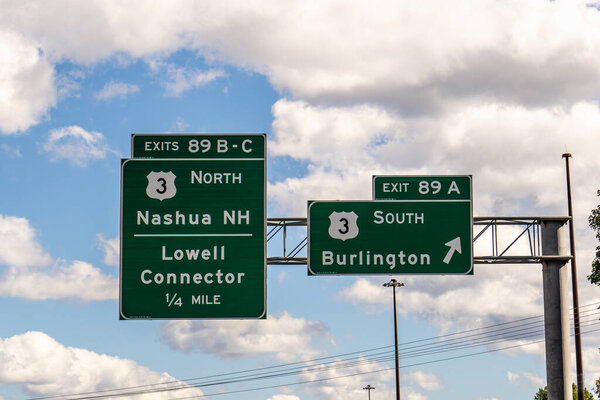 EXITS 89 B-C
3 NORTH
NASHUA NH
LOWELL
CONNECTOR
1/4 MILE
EXIT 89 A
3 SOUTH
BURLINGTON